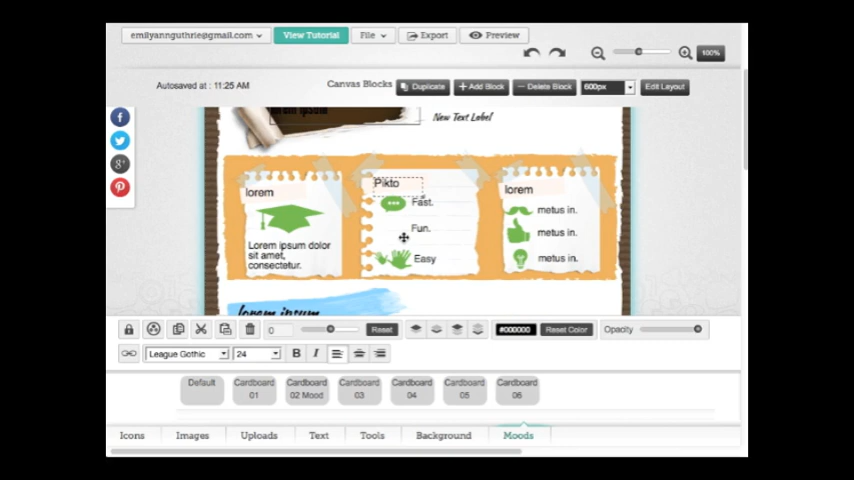 emilyannguthrie@gmail.com View Tutorial File Export Preview
100%
Autosaved at : 11:25 AM Canvas Blocks Duplicate + Add Block − Delete Block 600px Edit Layout
lorem ipsum
New Text Label
Pikto
lorem
lorem
Fast.
metus in.
Fun.
metus in.
Lorem ipsum dolor
sit amet,
consectetur.
Easy
metus in.
lorem ipsum
0 Reset #000000 Reset Color Opacity
League Gothic 24 B I
Default Cardboard 01 Cardboard 02 Mood Cardboard 03 Cardboard 04 Cardboard 05 Cardboard 06
Icons Images Uploads Text Tools Background Moods